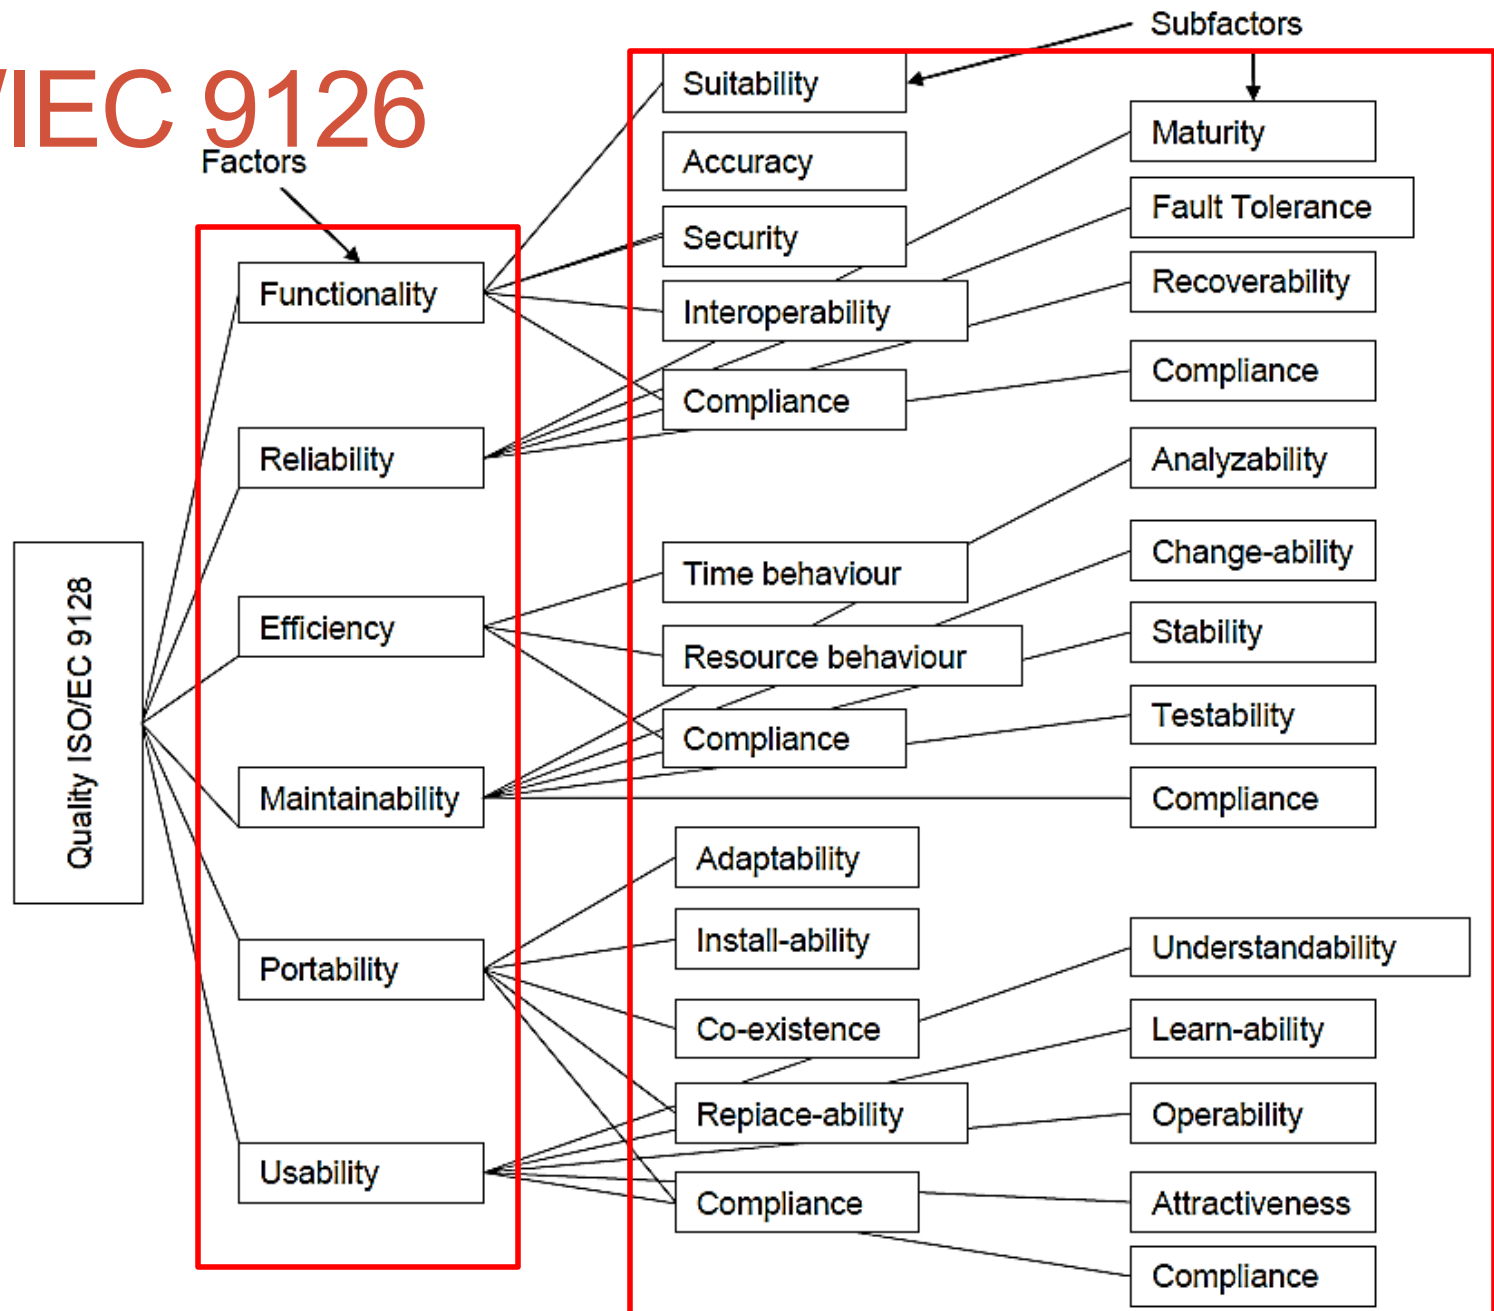 /IEC 9126
Subfactors
Factors
Quality ISO/IEC 9128
Functionality
Reliability
Efficiency
Maintainability
Portability
Usability
Suitability
Accuracy
Security
Interoperability
Compliance
Time behaviour
Resource behaviour
Compliance
Adaptability
Install-ability
Co-existence
Repiace-ability
Compliance
Maturity
Fault Tolerance
Recoverability
Compliance
Analyzability
Change-ability
Stability
Testability
Compliance
Understandability
Learn-ability
Operability
Attractiveness
Compliance